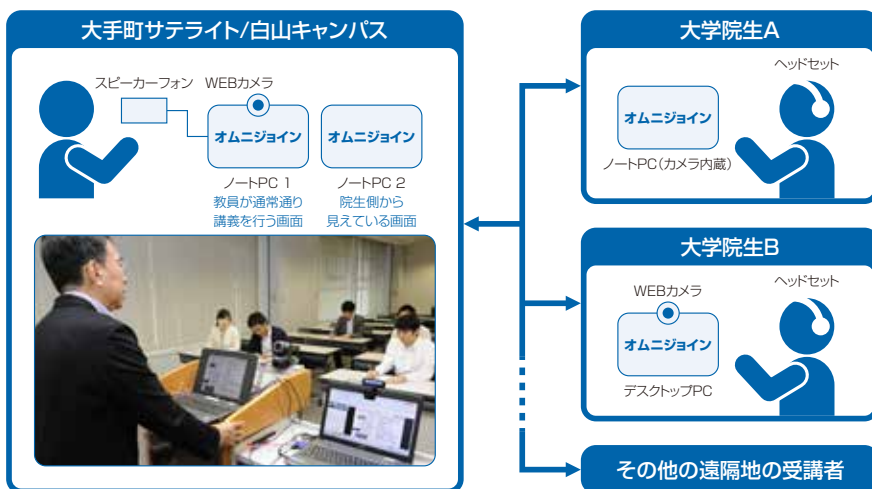 大手町サテライト/白山キャンパス
スピーカーフォン
WEBカメラ
オムニジョイン
オムニジョイン
ノートPC 1
教員が通常通り
講義を行う画面
ノートPC 2
院生側から
見えている画面
大学院生A
ヘッドセット
オムニジョイン
ノートPC(カメラ内蔵)
大学院生B
WEBカメラ
ヘッドセット
オムニジョイン
デスクトップPC
その他の遠隔地の受講者